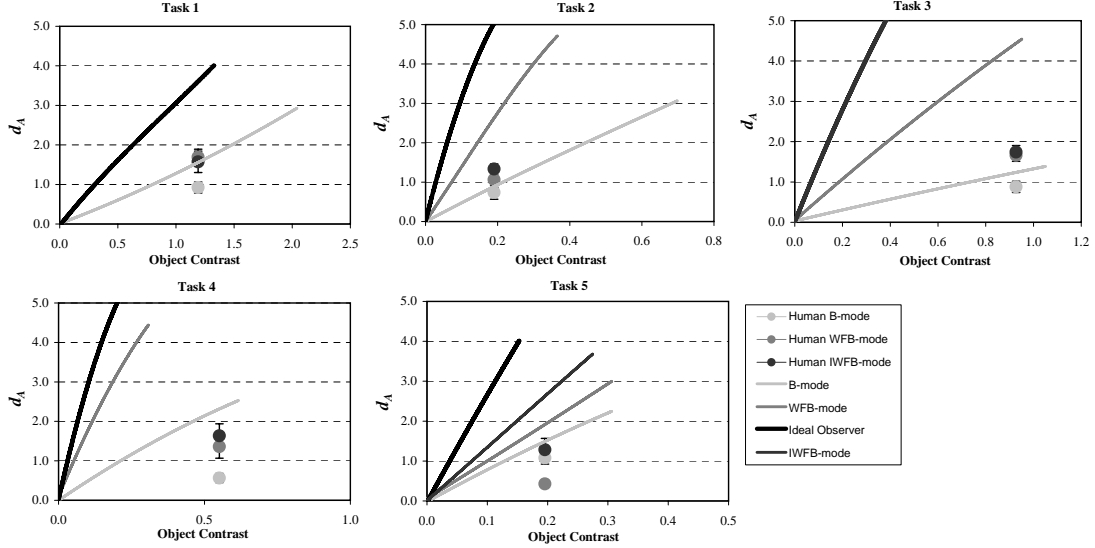 Task 1
5.0
4.0
3.0
2.0
1.0
0.0
d_A
0.0 0.5 1.0 1.5 2.0 2.5
Object Contrast
Task 2
5.0
4.0
3.0
2.0
1.0
0.0
d_A
0.0 0.2 0.4 0.6 0.8
Object Contrast
Task 3
5.0
4.0
3.0
2.0
1.0
0.0
d_A
0.0 0.2 0.4 0.6 0.8 1.0 1.2
Object Contrast
Task 4
5.0
4.0
3.0
2.0
1.0
0.0
d_A
0.0 0.5 1.0
Object Contrast
Task 5
5.0
4.0
3.0
2.0
1.0
0.0
d_A
0.0 0.1 0.2 0.3 0.4 0.5
Object Contrast
Human B-mode
Human WFB-mode
Human IWFB-mode
B-mode
WFB-mode
Ideal Observer
IWFB-mode